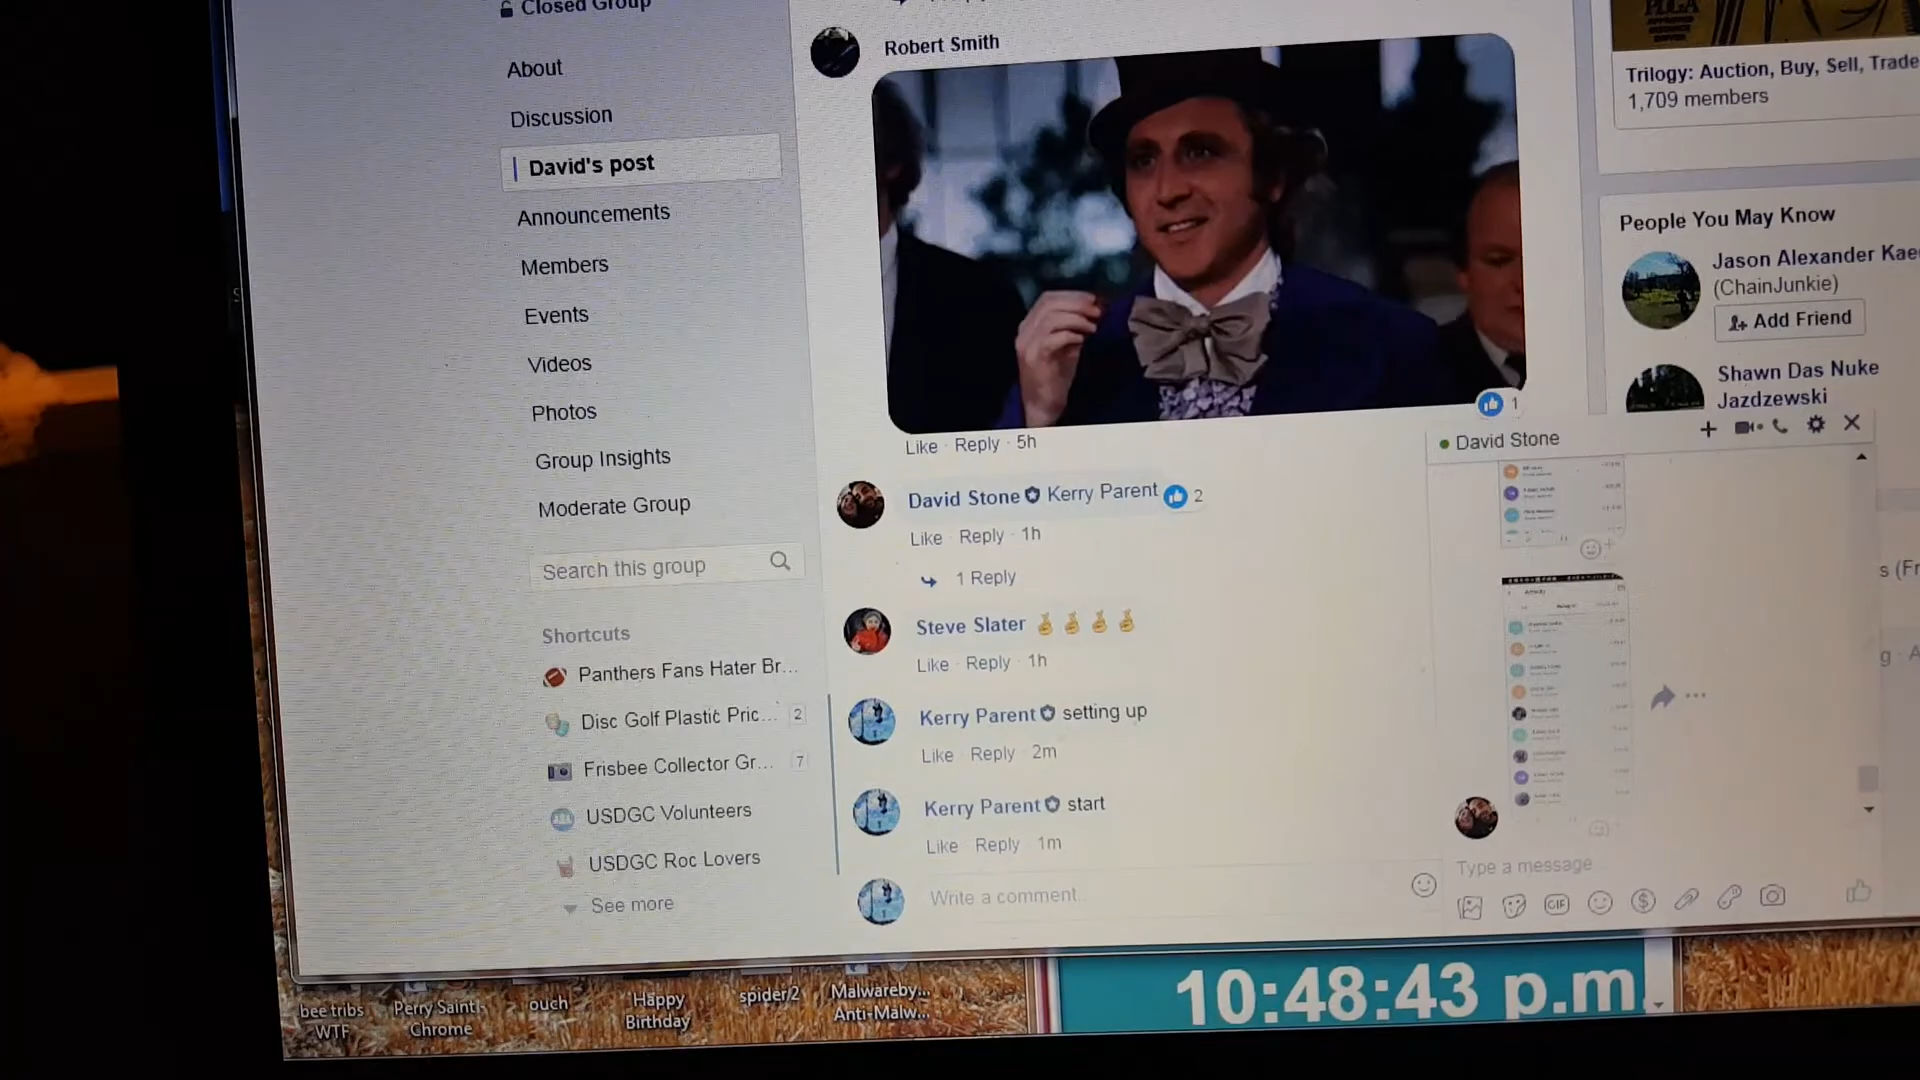 Closed Group
About
Discussion
David's post
Announcements
Members
Events
Videos
Photos
Group Insights
Moderate Group
Search this group
Shortcuts
Panthers Fans Hater Br...
Disc Golf Plastic Pric... 2
Frisbee Collector Gr... 7
USDGC Volunteers
USDGC Roc Lovers
See more
Robert Smith
1
Like · Reply · 5h
David Stone Kerry Parent 2
Like · Reply · 1h
1 Reply
Steve Slater
Like · Reply · 1h
Kerry Parent setting up
Like · Reply · 2m
Kerry Parent start
Like · Reply · 1m
Write a comment...
PDGA
Trilogy: Auction, Buy, Sell, Trade
1,709 members
People You May Know
Jason Alexander Kae
(ChainJunkie)
Add Friend
Shawn Das Nuke
Jazdzewski
David Stone
Activity
Type a message...
GIF
s (Fr
g · A
bee tribs
WTF
Perry Sainti-
Chrome
ouch
Happy
Birthday
spider2
Malwareby...
Anti-Malw...
10:48:43 p.m.